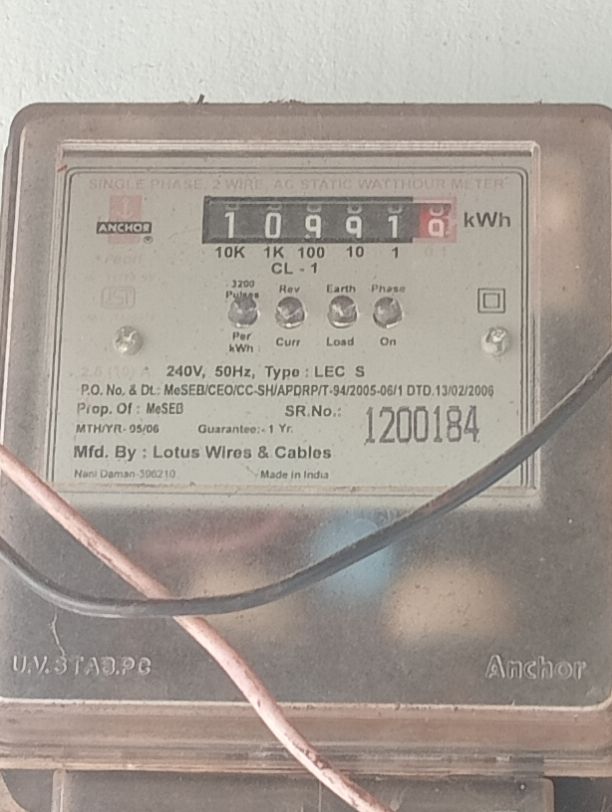 SINGLE PHASE, 2 WIRE, AC STATIC WATTHOUR METER
ANCHOR ®
1 0 9 9 1 kWh
10K 1K 100 10 1
CL - 1
3200 Pulses Per kWh
Rev Curr
Earth Load
Phase On
240V, 50Hz, Type : LEC S
P.O. No. & Dt.: MeSEB/CEO/CC-SH/APDRP/T-94/2005-06/1 DTD.13/02/2006
Prop. Of : MeSEB SR.No.: 1200184
MTH/YR- 05/06 Guarantee:- 1 Yr.
Mfd. By : Lotus Wires & Cables
Nani Daman-396210 Made in India
U.V.STAB.PC Anchor